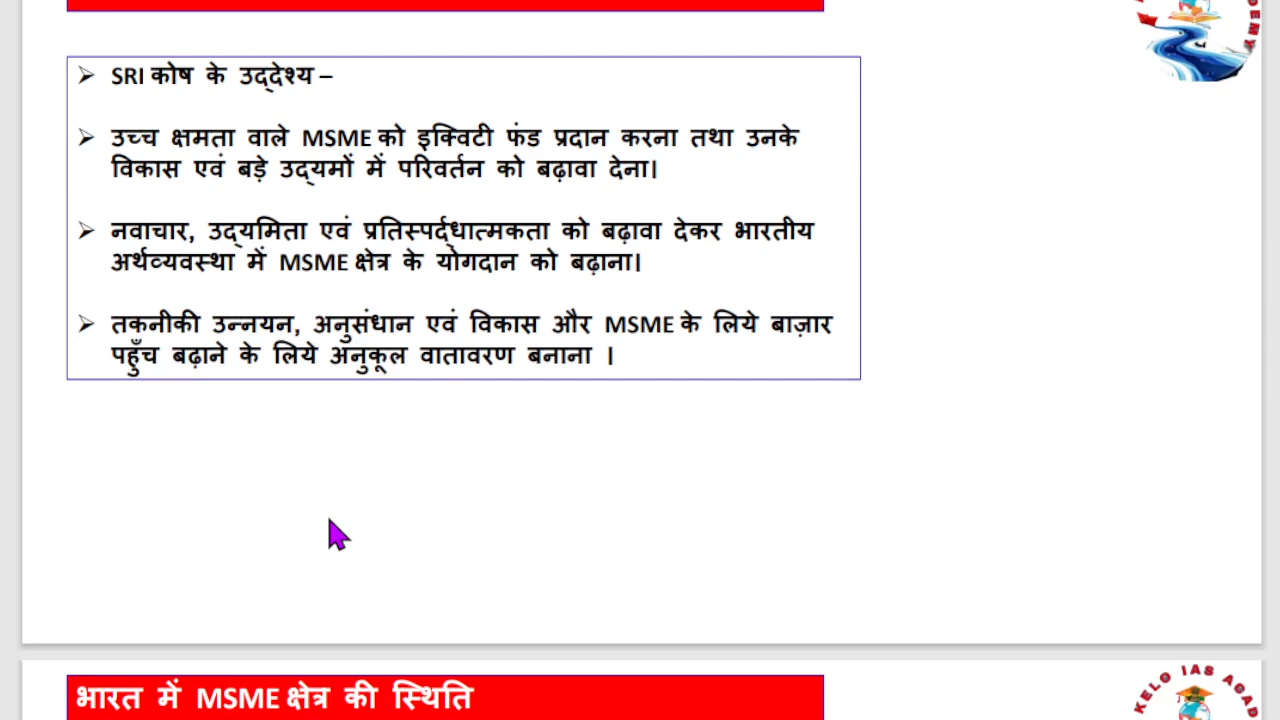 SRI कोष के उद्देश्य –
उच्च क्षमता वाले MSME को इक्विटी फंड प्रदान करना तथा उनके
विकास एवं बड़े उद्यमों में परिवर्तन को बढ़ावा देना।
नवाचार, उद्यमिता एवं प्रतिस्पर्द्धात्मकता को बढ़ावा देकर भारतीय
अर्थव्यवस्था में MSME क्षेत्र के योगदान को बढ़ाना।
तकनीकी उन्नयन, अनुसंधान एवं विकास और MSME के लिये बाज़ार
पहुँच बढ़ाने के लिये अनुकूल वातावरण बनाना ।
भारत में MSME क्षेत्र की स्थिति
KELO IAS ACAD